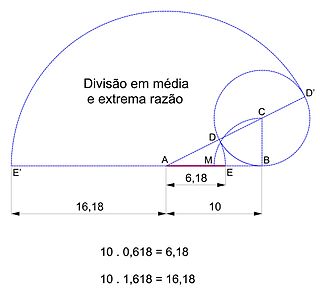 Divisão em média
e extrema razão
D'
C
D
E'
A
M
E
B
6,18
16,18
10
10 . 0,618 = 6,18
10 . 1,618 = 16,18